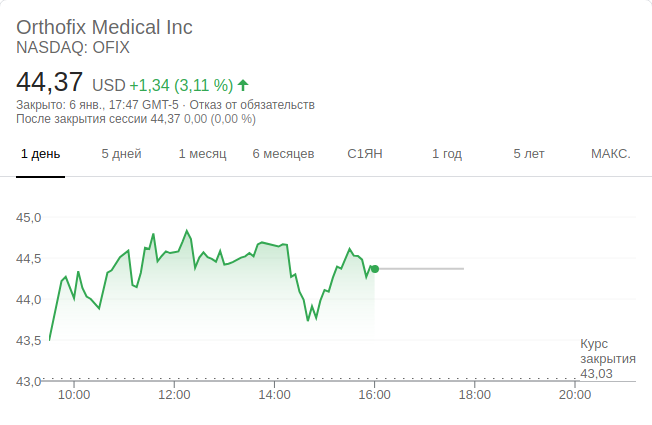 Orthofix Medical Inc
NASDAQ: OFIX
44,37 USD +1,34 (3,11 %)
Закрыто: 6 янв., 17:47 GMT-5 · Отказ от обязательств
После закрытия сессии 44,37 0,00 (0,00 %)
1 день 5 дней 1 месяц 6 месяцев С1ЯН 1 год 5 лет МАКС.
45,0
44,5
44,0
43,5
Курс
закрытия
43,03
43,0
10:00 12:00 14:00 16:00 18:00 20:00